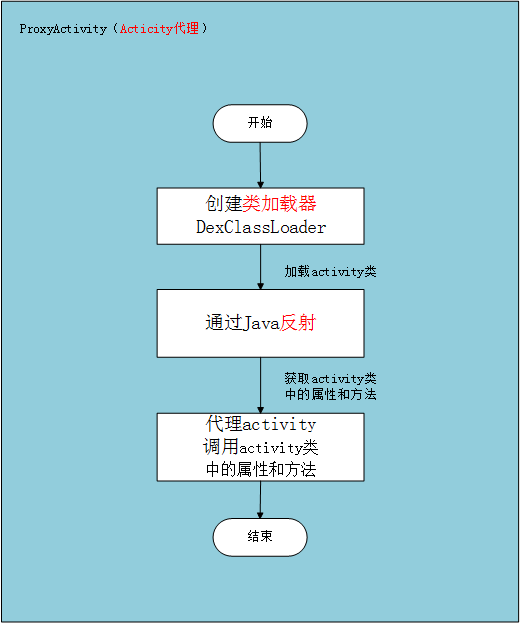 ProxyActivity（Acticity代理）
开始
创建类加载器
DexClassLoader
加载activity类
通过Java反射
获取activity类
中的属性和方法
代理activity
调用activity类
中的属性和方法
结束